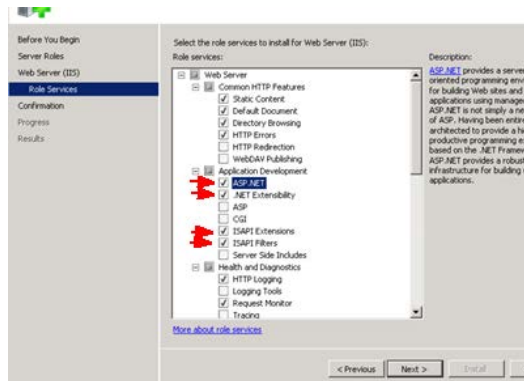 Before You Begin
Server Roles
Web Server (IIS)
Role Services
Confirmation
Progress
Results
Select the role services to install for Web Server (IIS):
Role services:
Web Server
Common HTTP Features
Static Content
Default Document
Directory Browsing
HTTP Errors
HTTP Redirection
WebDAV Publishing
Application Development
ASP.NET
.NET Extensibility
ASP
CGI
ISAPI Extensions
ISAPI Filters
Server Side Includes
Health and Diagnostics
HTTP Logging
Logging Tools
Request Monitor
Tracing
More about role services
Description:
ASP.NET provides a server
oriented programming env
for building Web sites and
applications using manage
ASP.NET is not simply a ne
of ASP. Having been entire
architected to provide a hi
productive programming e
based on the .NET Framew
ASP.NET provides a robust
infrastructure for building
applications.
< Previous
Next >
Install